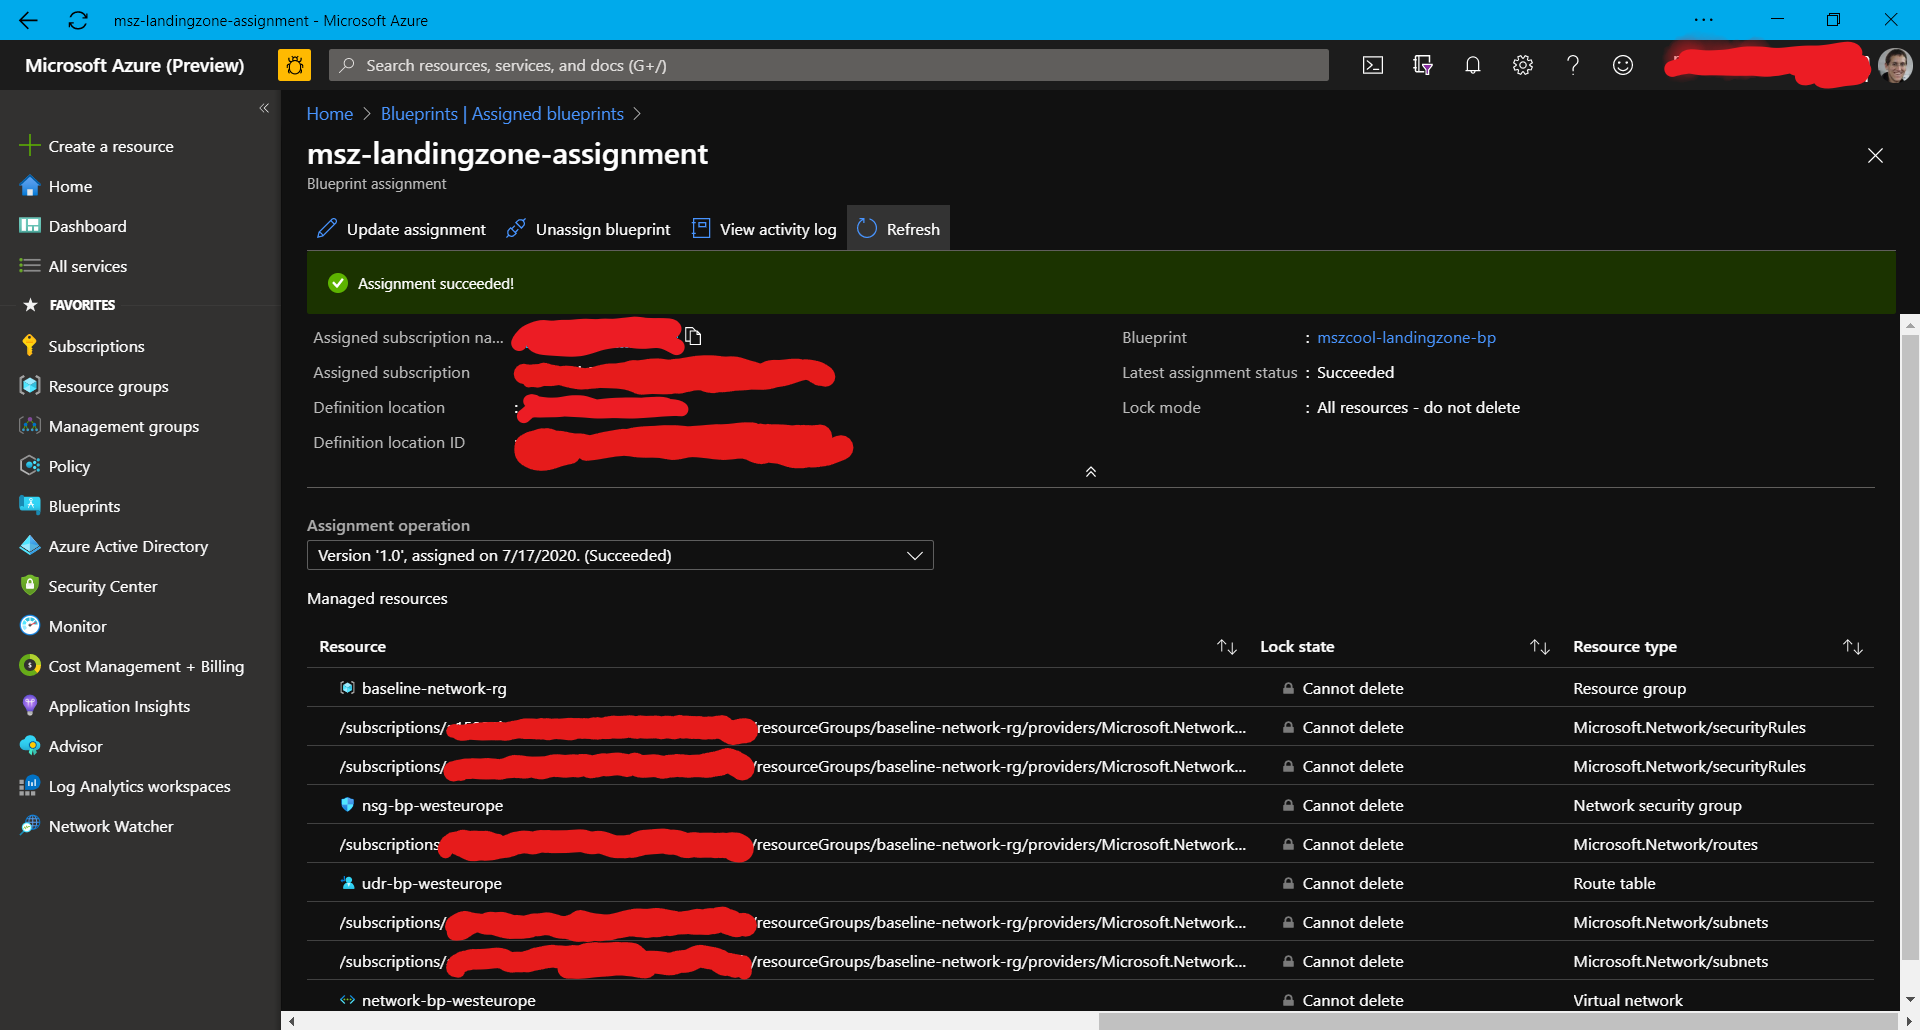 msz-landingzone-assignment - Microsoft Azure
Microsoft Azure (Preview)
Search resources, services, and docs (G+/)
Create a resource
Home
Dashboard
All services
FAVORITES
Subscriptions
Resource groups
Management groups
Policy
Blueprints
Azure Active Directory
Security Center
Monitor
Cost Management + Billing
Application Insights
Advisor
Log Analytics workspaces
Network Watcher
Home > Blueprints | Assigned blueprints >
msz-landingzone-assignment
Blueprint assignment
Update assignment Unassign blueprint View activity log Refresh
Assignment succeeded!
Assigned subscription na...
Assigned subscription
Definition location :
Definition location ID
Blueprint : mszcool-landingzone-bp
Latest assignment status : Succeeded
Lock mode : All resources - do not delete
Assignment operation
Version '1.0', assigned on 7/17/2020. (Succeeded)
Managed resources
Resource Lock state Resource type
baseline-network-rg Cannot delete Resource group
/subscriptions/ /resourceGroups/baseline-network-rg/providers/Microsoft.Network... Cannot delete Microsoft.Network/securityRules
/subscriptions/ /resourceGroups/baseline-network-rg/providers/Microsoft.Network... Cannot delete Microsoft.Network/securityRules
nsg-bp-westeurope Cannot delete Network security group
/subscriptions /resourceGroups/baseline-network-rg/providers/Microsoft.Network... Cannot delete Microsoft.Network/routes
udr-bp-westeurope Cannot delete Route table
/subscriptions/ /resourceGroups/baseline-network-rg/providers/Microsoft.Network... Cannot delete Microsoft.Network/subnets
/subscriptions/ /resourceGroups/baseline-network-rg/providers/Microsoft.Network... Cannot delete Microsoft.Network/subnets
network-bp-westeurope Cannot delete Virtual network